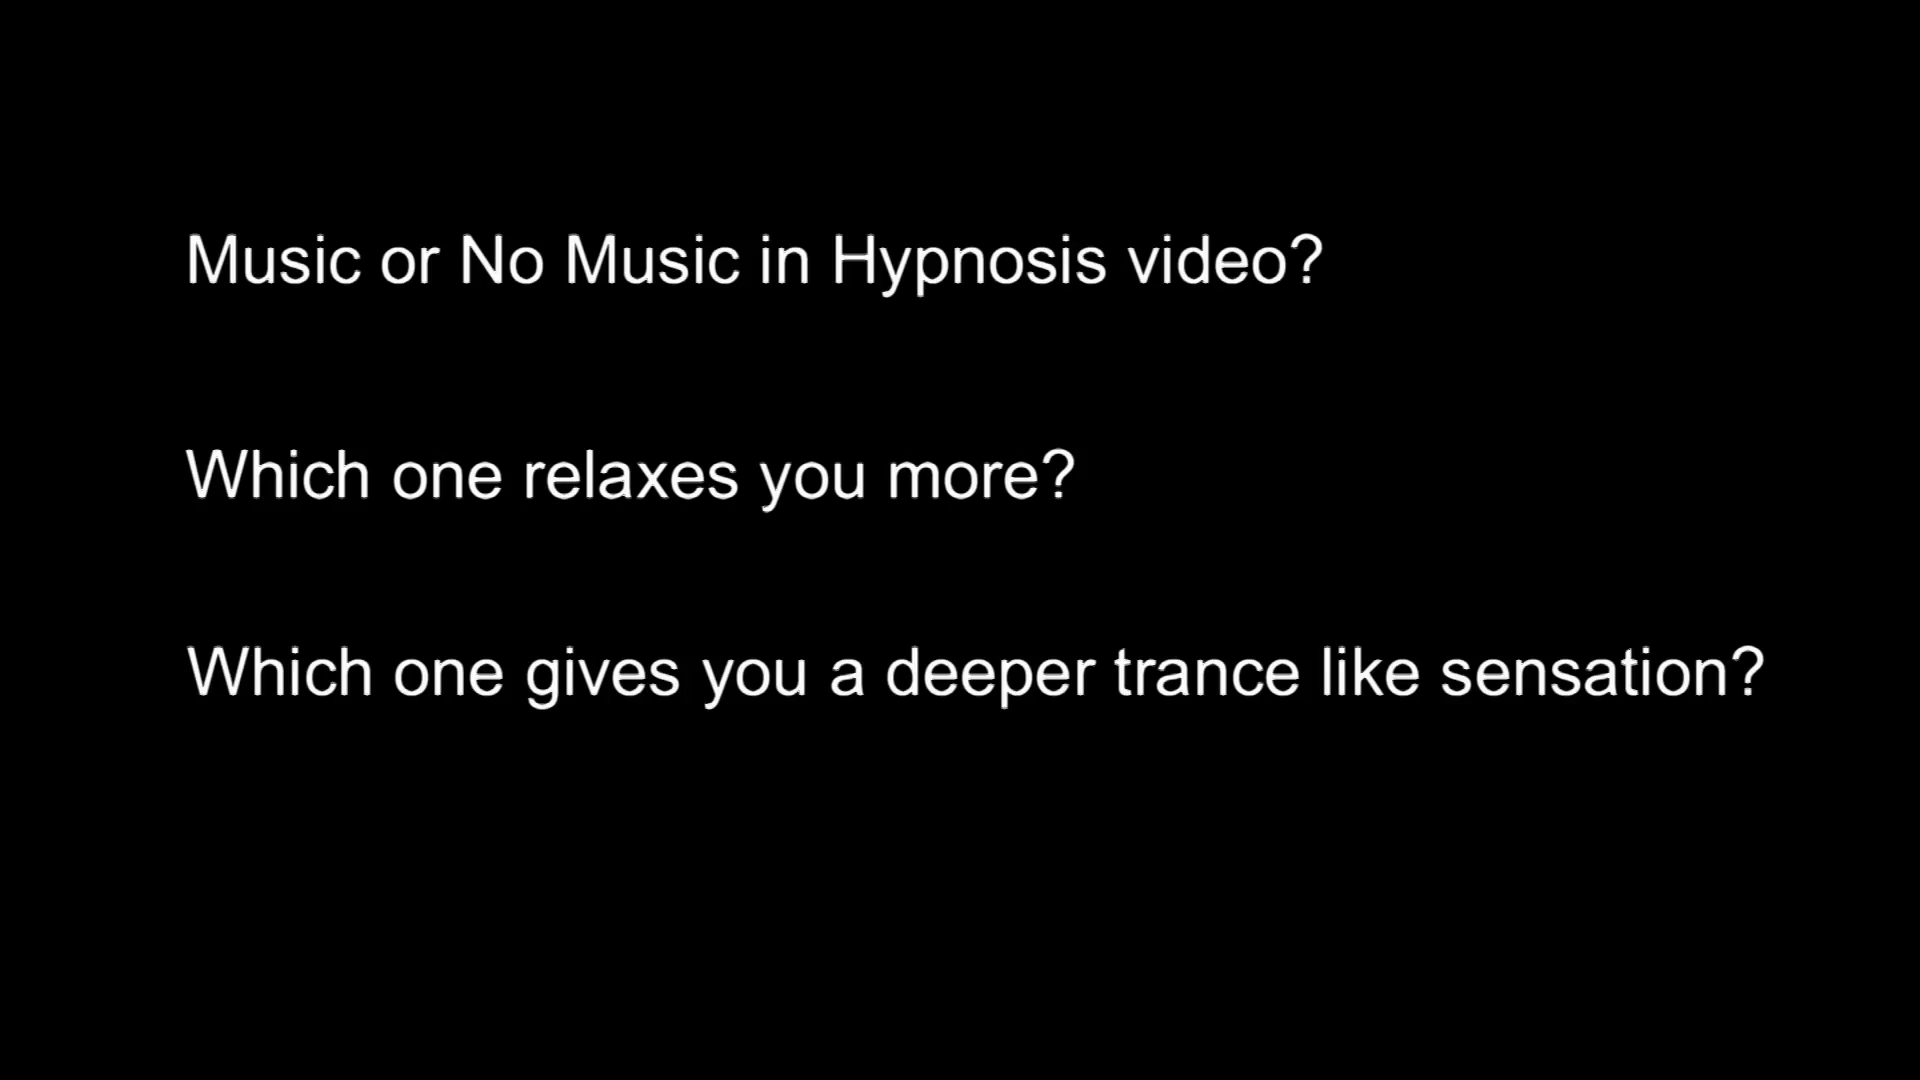 Music or No Music in Hypnosis video?
Which one relaxes you more?
Which one gives you a deeper trance like sensation?